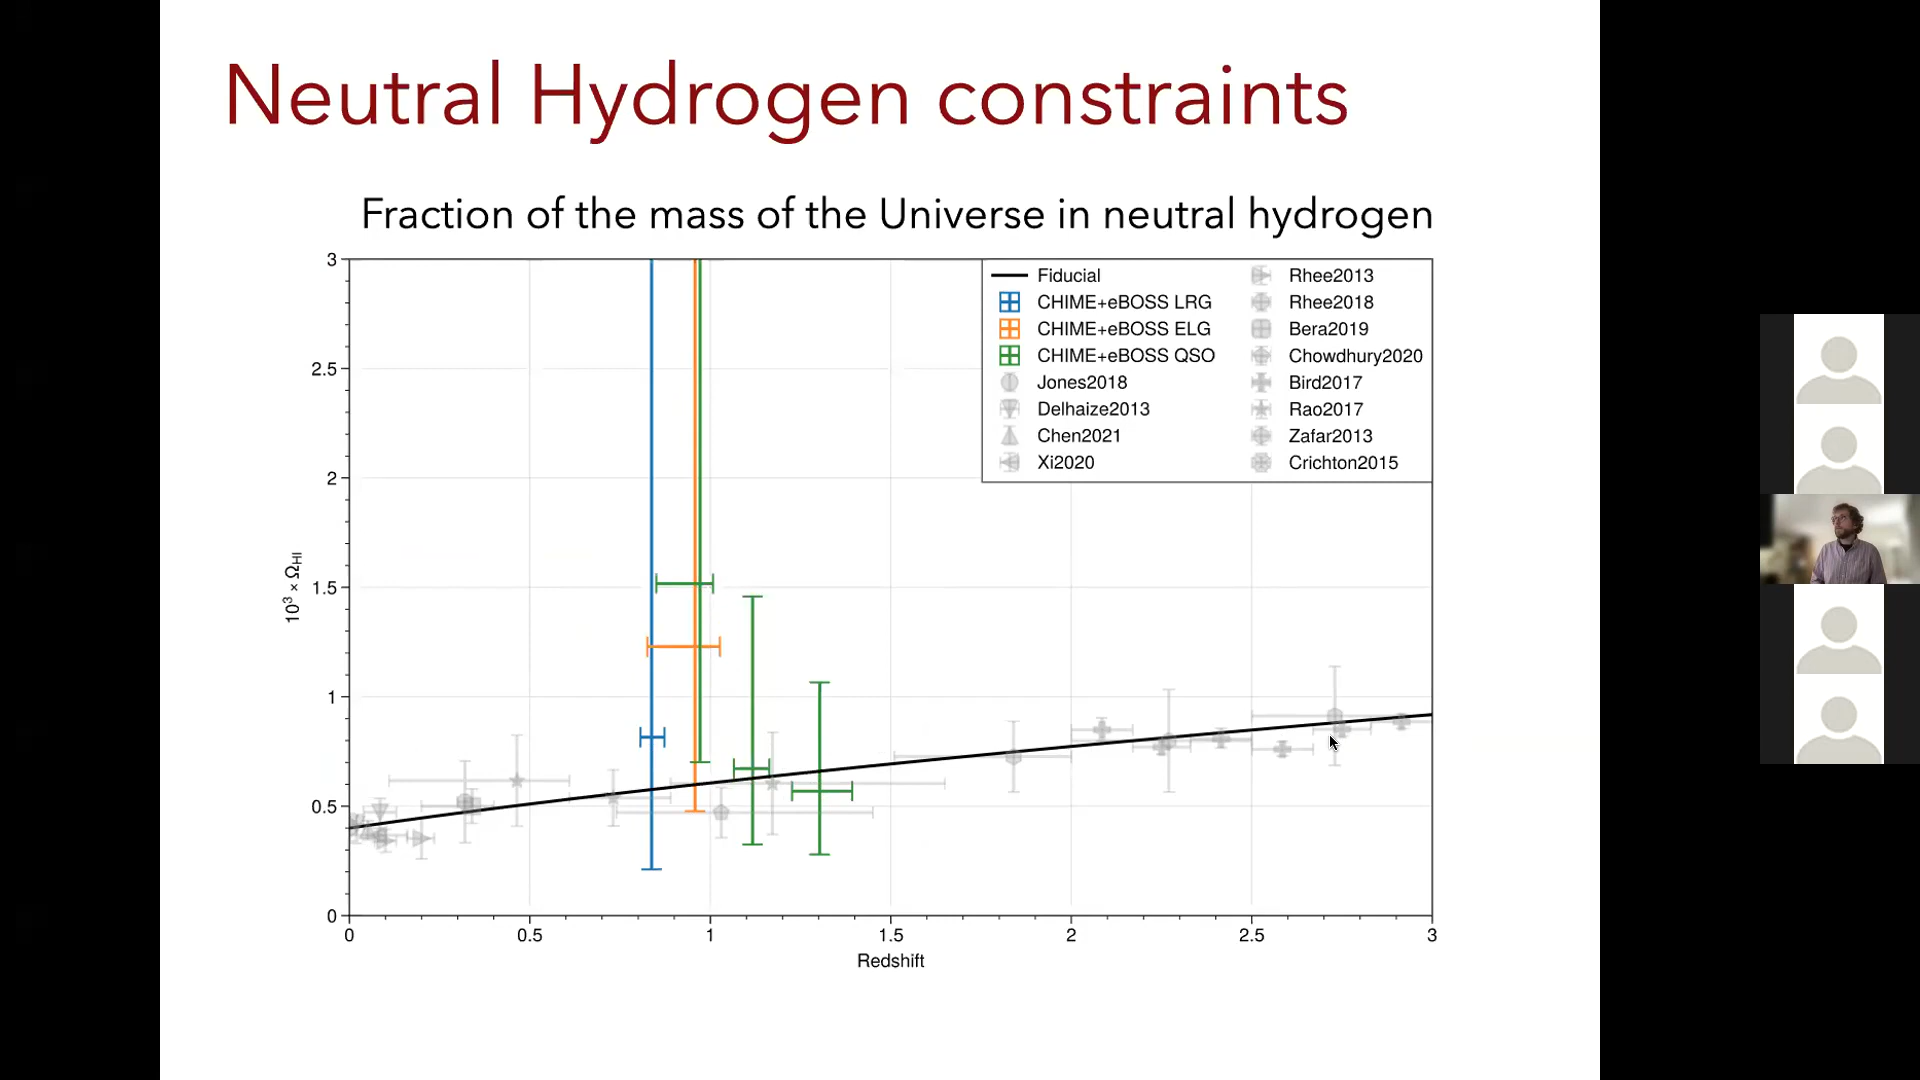 Neutral Hydrogen constraints
Fraction of the mass of the Universe in neutral hydrogen
3
2.5
2
1.5
1
0.5
0
10³ × Ω_HI
Fiducial
CHIME+eBOSS LRG
CHIME+eBOSS ELG
CHIME+eBOSS QSO
Jones2018
Delhaize2013
Chen2021
Xi2020
Rhee2013
Rhee2018
Bera2019
Chowdhury2020
Bird2017
Rao2017
Zafar2013
Crichton2015
0 0.5 1 1.5 2 2.5 3
Redshift